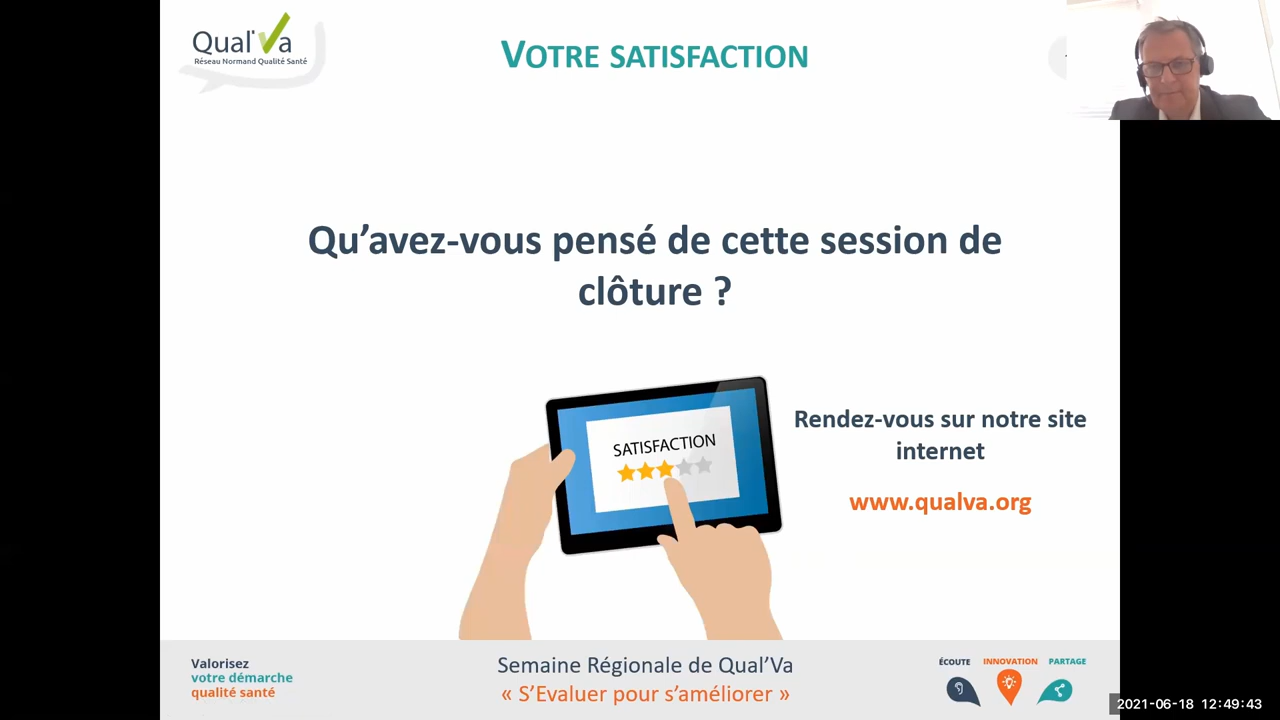 Qual'Va
Réseau Normand Qualité Santé
VOTRE SATISFACTION
Qu'avez-vous pensé de cette session de
clôture ?
SATISFACTION
Rendez-vous sur notre site
internet
www.qualva.org
Valorisez
votre démarche
qualité santé
Semaine Régionale de Qual'Va
« S'Evaluer pour s'améliorer »
ÉCOUTE INNOVATION PARTAGE
2021-06-18 12:49:43